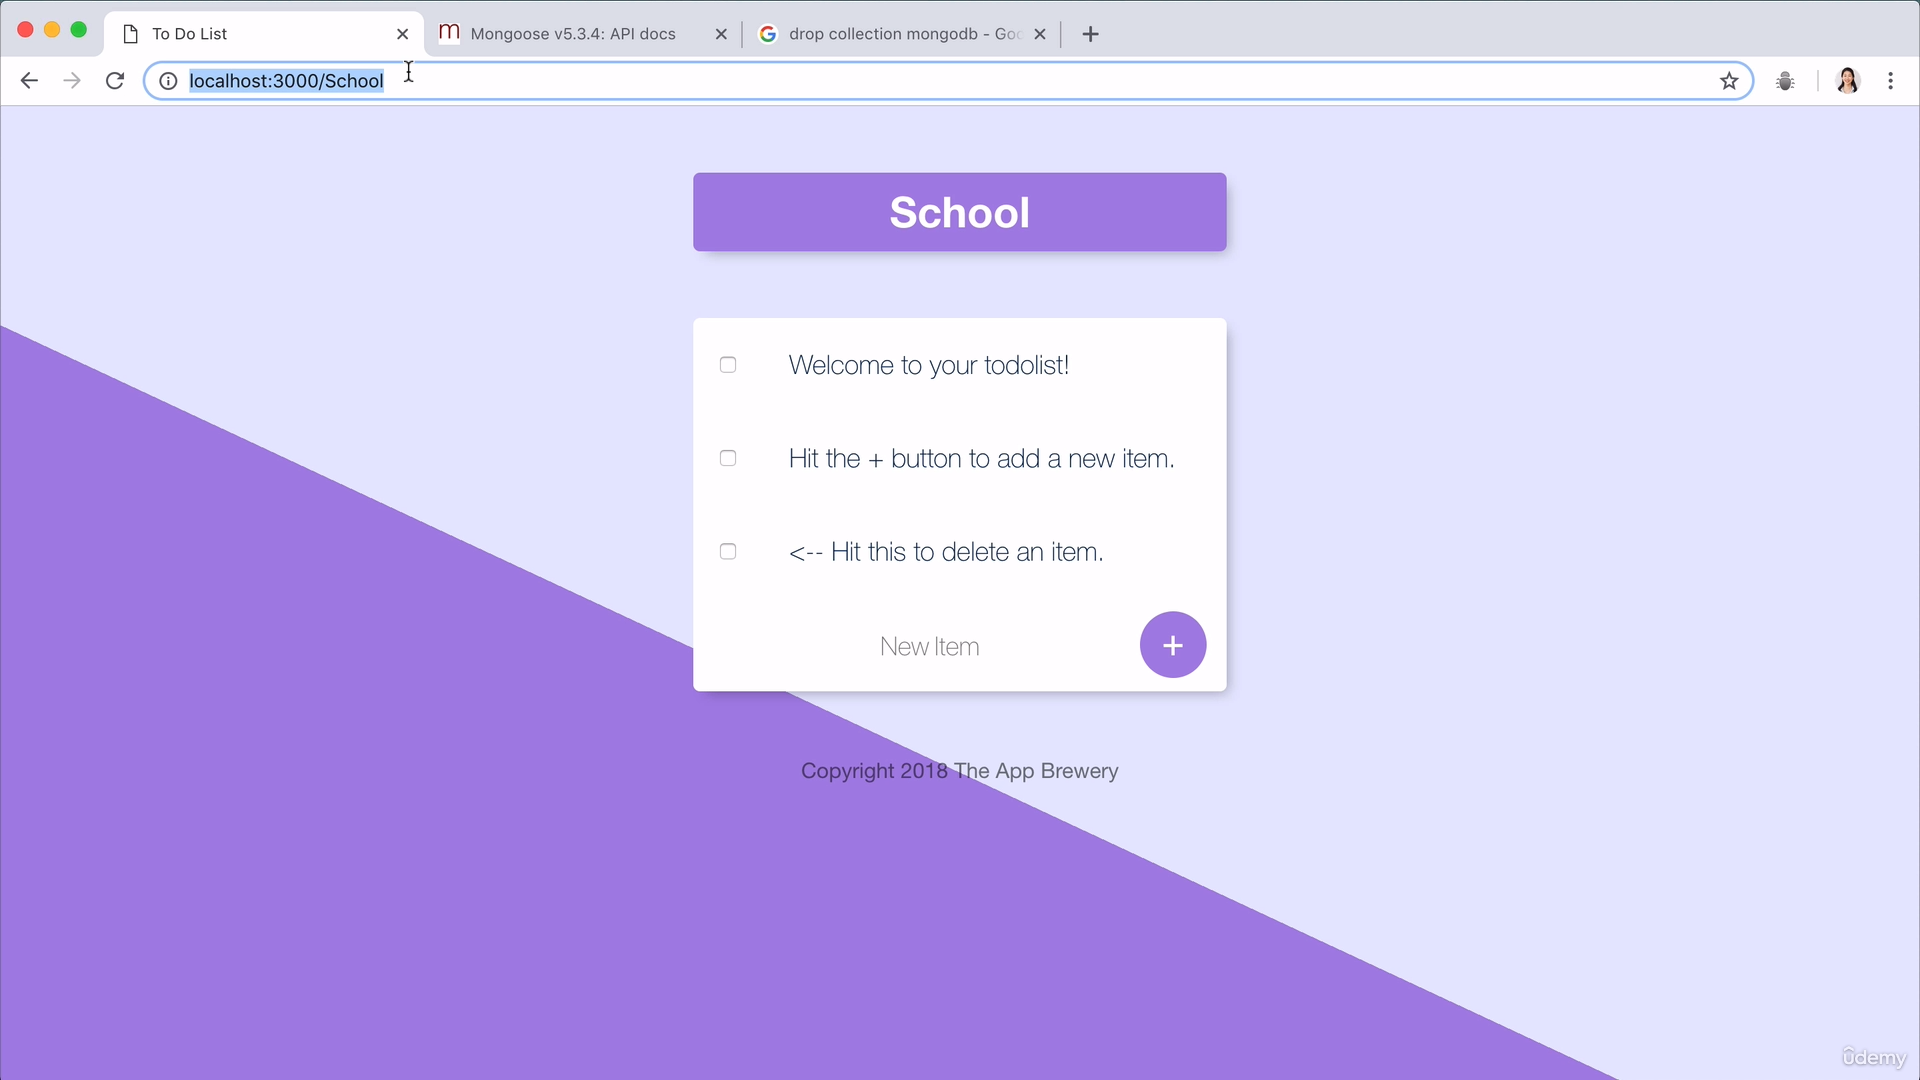 To Do List
Mongoose v5.3.4: API docs
drop collection mongodb - Goo
localhost:3000/School
School
Welcome to your todolist!
Hit the + button to add a new item.
<-- Hit this to delete an item.
New Item
+
Copyright 2018 The App Brewery
ûdemy